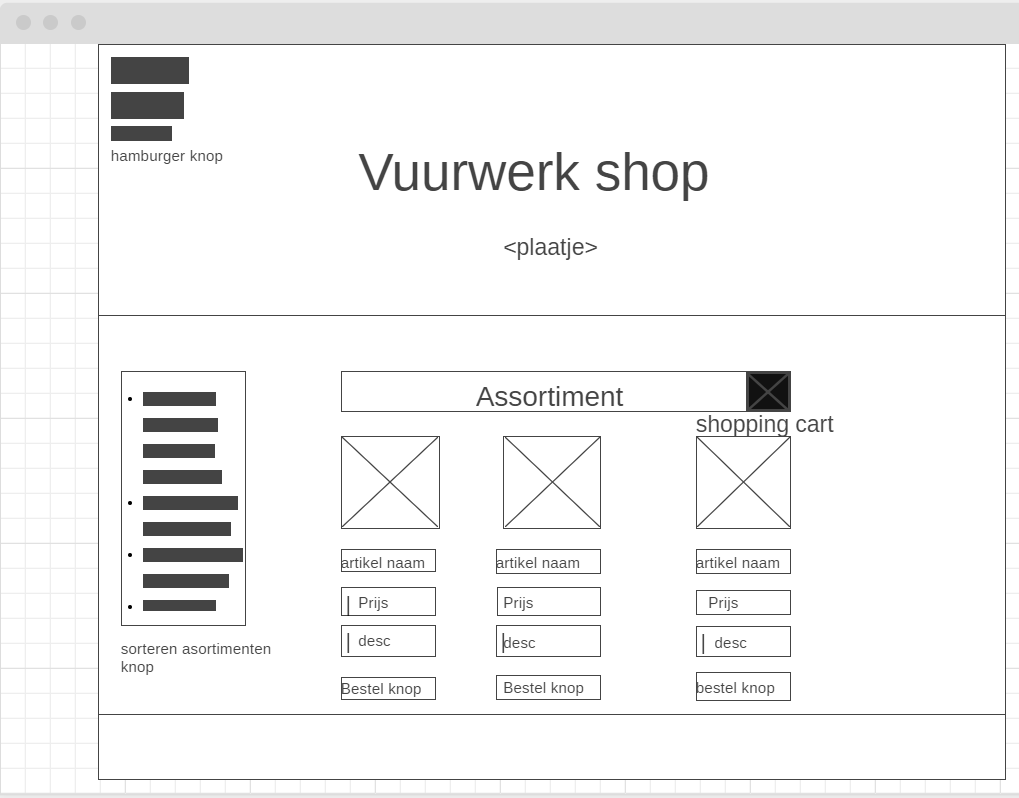 hamburger knop
Vuurwerk shop
<plaatje>
Assortiment
shopping cart
artikel naam
artikel naam
artikel naam
Prijs
Prijs
Prijs
desc
desc
desc
Bestel knop
Bestel knop
bestel knop
sorteren asortimenten
knop